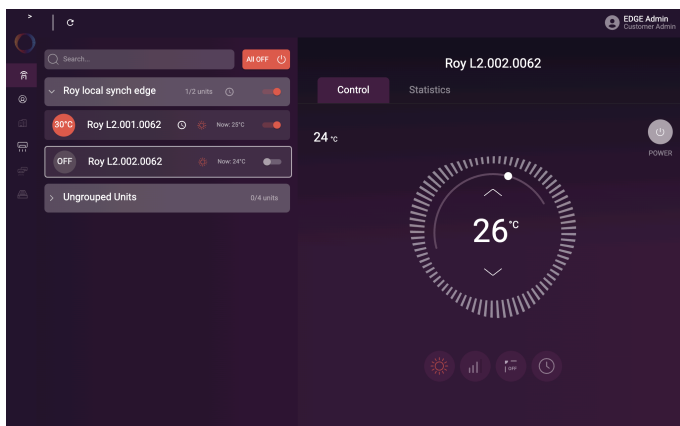 >
EDGE Admin
Customer Admin
Search...
All OFF
Roy local synch edge
1/2 units
30°C
Roy L2.001.0062
Now: 25°C
OFF
Roy L2.002.0062
Now: 24°C
> Ungrouped Units
0/4 units
Roy L2.002.0062
Control
Statistics
24 °C
POWER
26°C
OFF